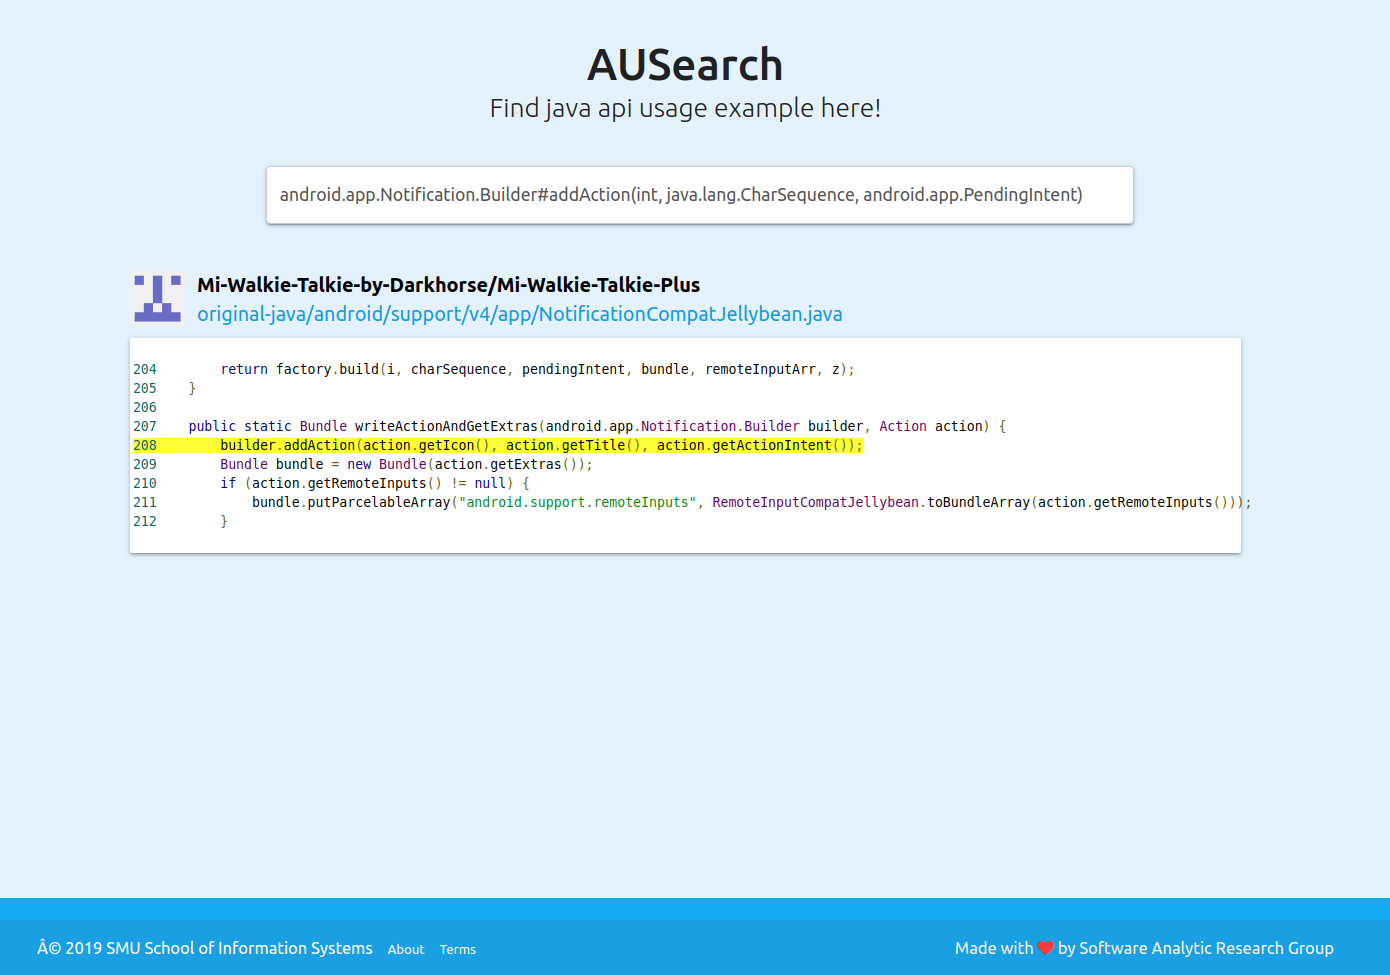 AUSearch
Find java api usage example here!
android.app.Notification.Builder#addAction(int, java.lang.CharSequence, android.app.PendingIntent)
Mi-Walkie-Talkie-by-Darkhorse/Mi-Walkie-Talkie-Plus
original-java/android/support/v4/app/NotificationCompatJellybean.java
204        return factory.build(i, charSequence, pendingIntent, bundle, remoteInputArr, z);
205    }
206
207    public static Bundle writeActionAndGetExtras(android.app.Notification.Builder builder, Action action) {
208        builder.addAction(action.getIcon(), action.getTitle(), action.getActionIntent());
209        Bundle bundle = new Bundle(action.getExtras());
210        if (action.getRemoteInputs() != null) {
211            bundle.putParcelableArray("android.support.remoteInputs", RemoteInputCompatJellybean.toBundleArray(action.getRemoteInputs()));
212        }
Â© 2019 SMU School of Information Systems About Terms
Made with ❤ by Software Analytic Research Group